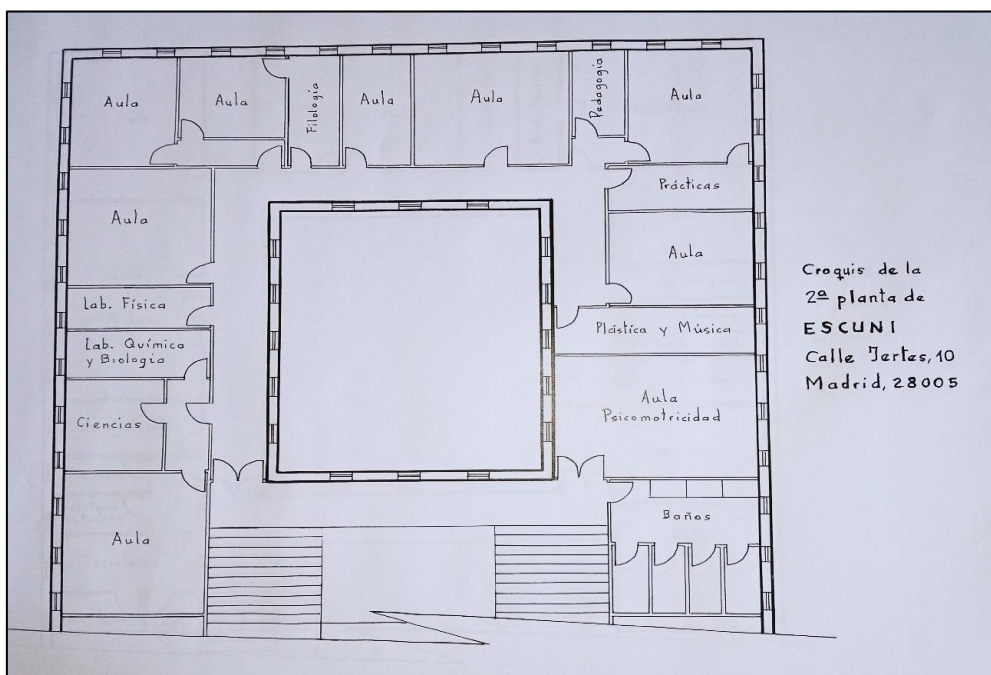 Aula
Aula
Filología
Aula
Aula
Pedagogía
Aula
Aula
Prácticas
Aula
Lab. Física
Lab. Química
y Biología
Plástica y Música
Ciencias
Aula
Psicomotricidad
Aula
Baños
Croquis de la
2ª planta de
ESCUNI
Calle Jertes, 10
Madrid, 28005